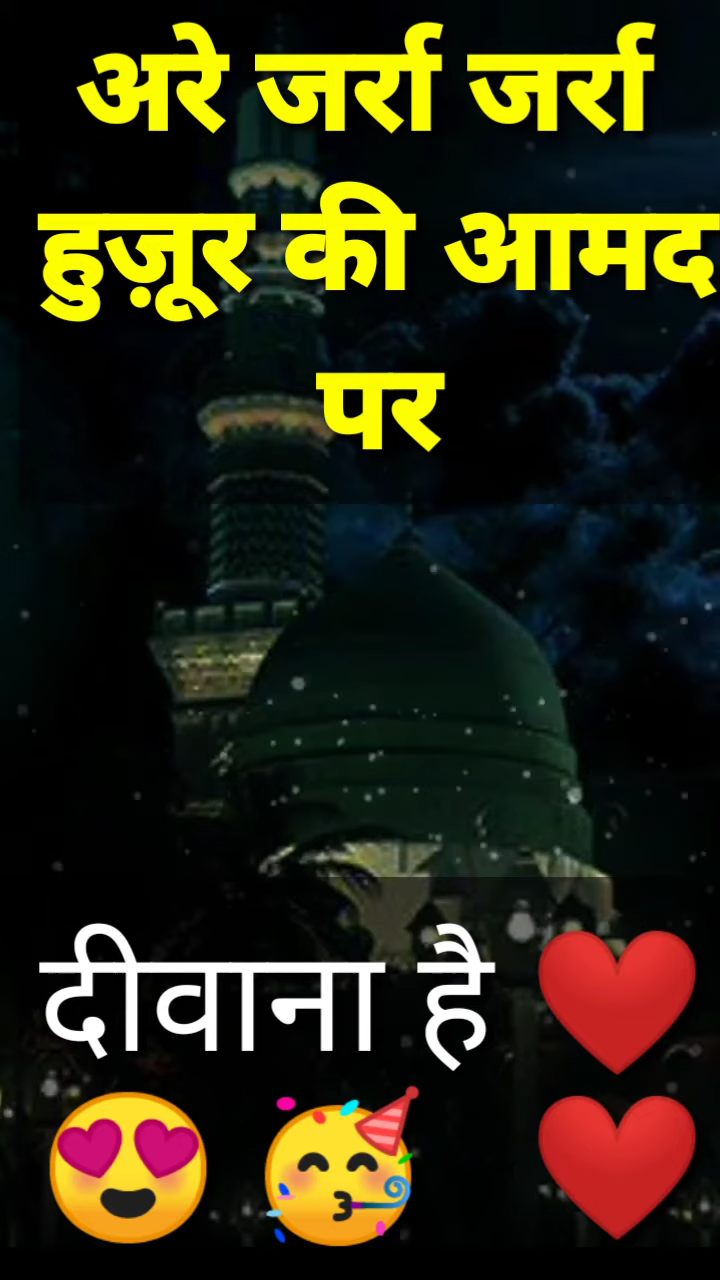 अरे जर्रा जर्रा
हुज़ूर की आमद
पर
दीवाना है ❤️
😍 🥳 ❤️